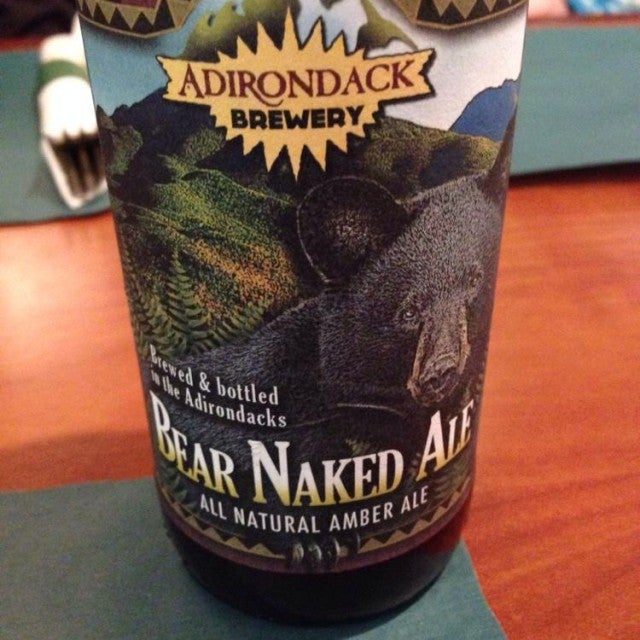 ADIRONDACK
BREWERY
Brewed & bottled
in the Adirondacks
BEAR NAKED ALE
ALL NATURAL AMBER ALE